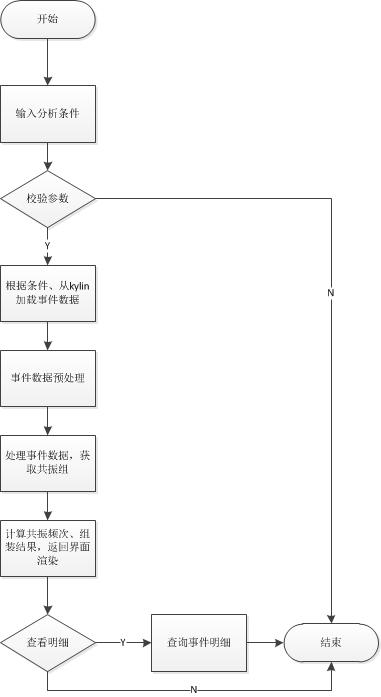 开始
输入分析条件
校验参数
Y
N
根据条件、从kylin
加载事件数据
事件数据预处理
处理事件数据，获
取共振组
计算共振频次、组
装结果，返回界面
渲染
查看明细
Y
查询事件明细
结束
N